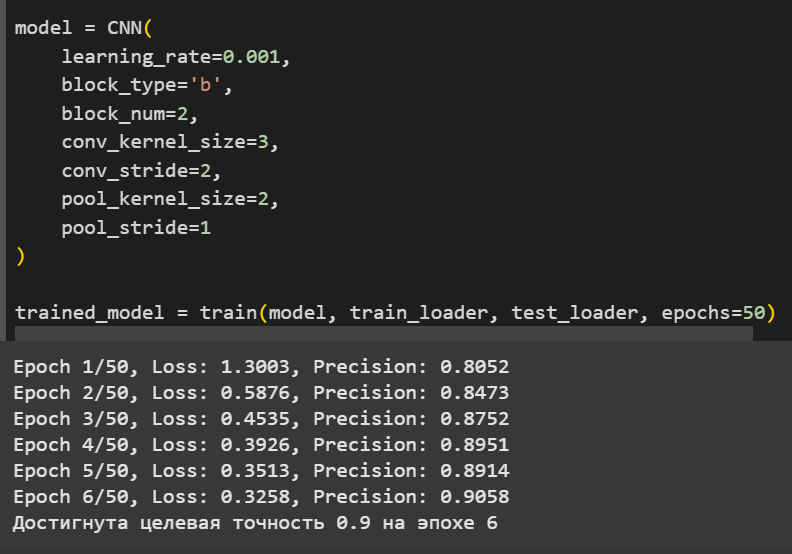 model = CNN(
    learning_rate=0.001,
    block_type='b',
    block_num=2,
    conv_kernel_size=3,
    conv_stride=2,
    pool_kernel_size=2,
    pool_stride=1
)
trained_model = train(model, train_loader, test_loader, epochs=50)
Epoch 1/50, Loss: 1.3003, Precision: 0.8052
Epoch 2/50, Loss: 0.5876, Precision: 0.8473
Epoch 3/50, Loss: 0.4535, Precision: 0.8752
Epoch 4/50, Loss: 0.3926, Precision: 0.8951
Epoch 5/50, Loss: 0.3513, Precision: 0.8914
Epoch 6/50, Loss: 0.3258, Precision: 0.9058
Достигнута целевая точность 0.9 на эпохе 6